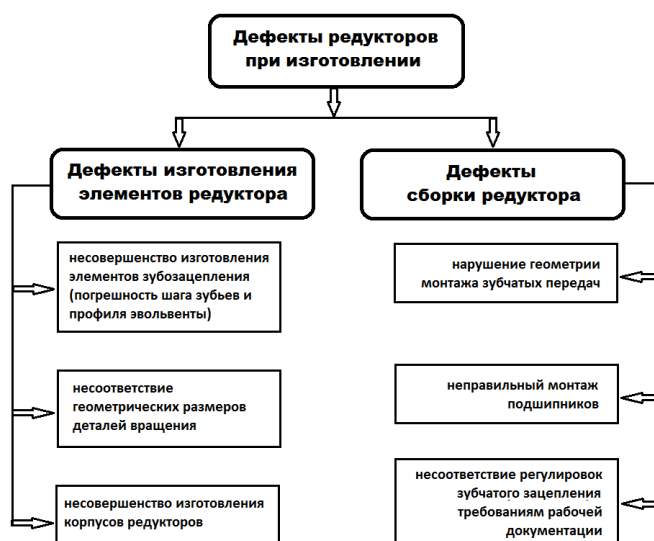 Дефекты редукторов
при изготовлении
Дефекты изготовления
элементов редуктора
несовершенство изготовления
элементов зубозацепления
(погрешность шага зубьев и
профиля эвольвенты)
несоответствие
геометрических размеров
деталей вращения
несовершенство изготовления
корпусов редукторов
Дефекты
сборки редуктора
нарушение геометрии
монтажа зубчатых передач
неправильный монтаж
подшипников
несоответствие регулировок
зубчатого зацепления
требованиям рабочей
документации